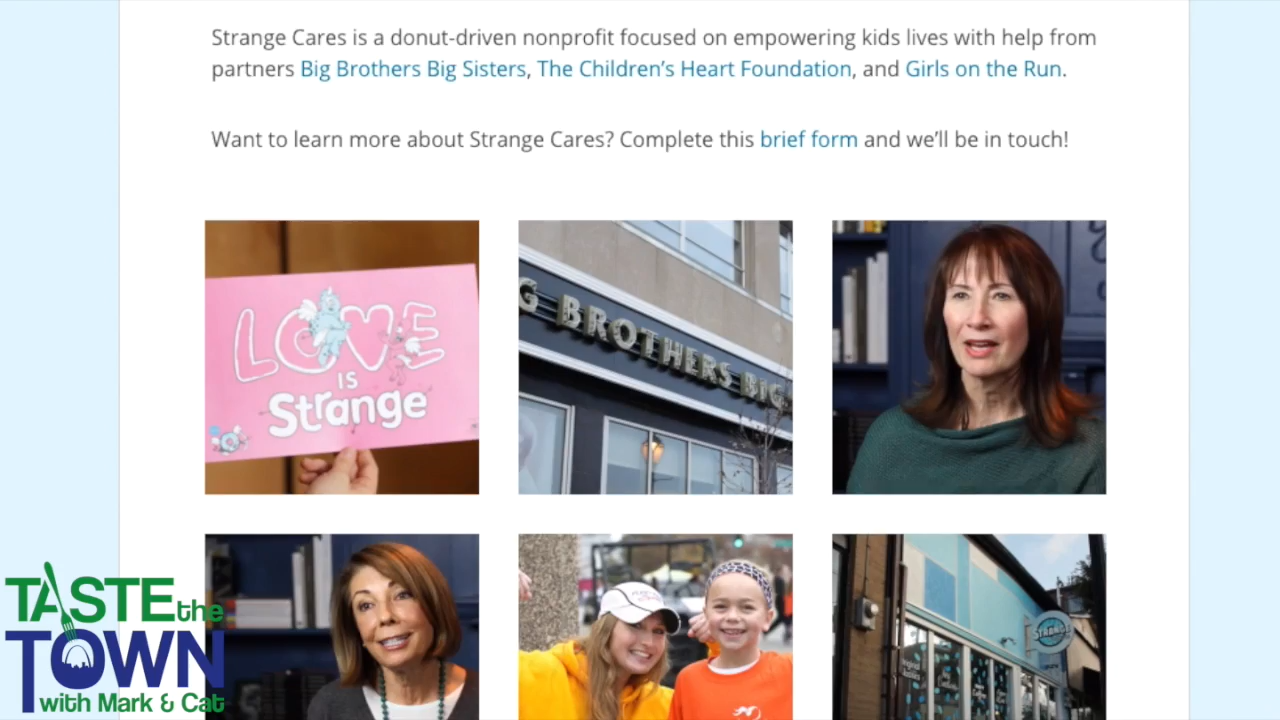 Strange Cares is a donut-driven nonprofit focused on empowering kids lives with help from
partners Big Brothers Big Sisters, The Children's Heart Foundation, and Girls on the Run.
Want to learn more about Strange Cares? Complete this brief form and we'll be in touch!
LOVE
IS
Strange
G BROTHERS BIG
STRANGE
TASTE the
TOWN
with Mark & Cat